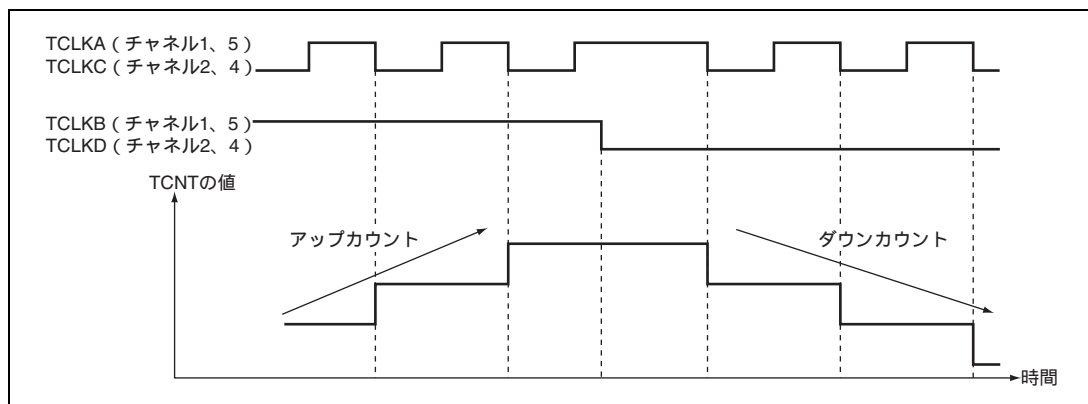 TCLKA(チャネル1、5)
TCLKC(チャネル2、4)
TCLKB(チャネル1、5)
TCLKD(チャネル2、4)
TCNTの値
アップカウント
ダウンカウント
時間